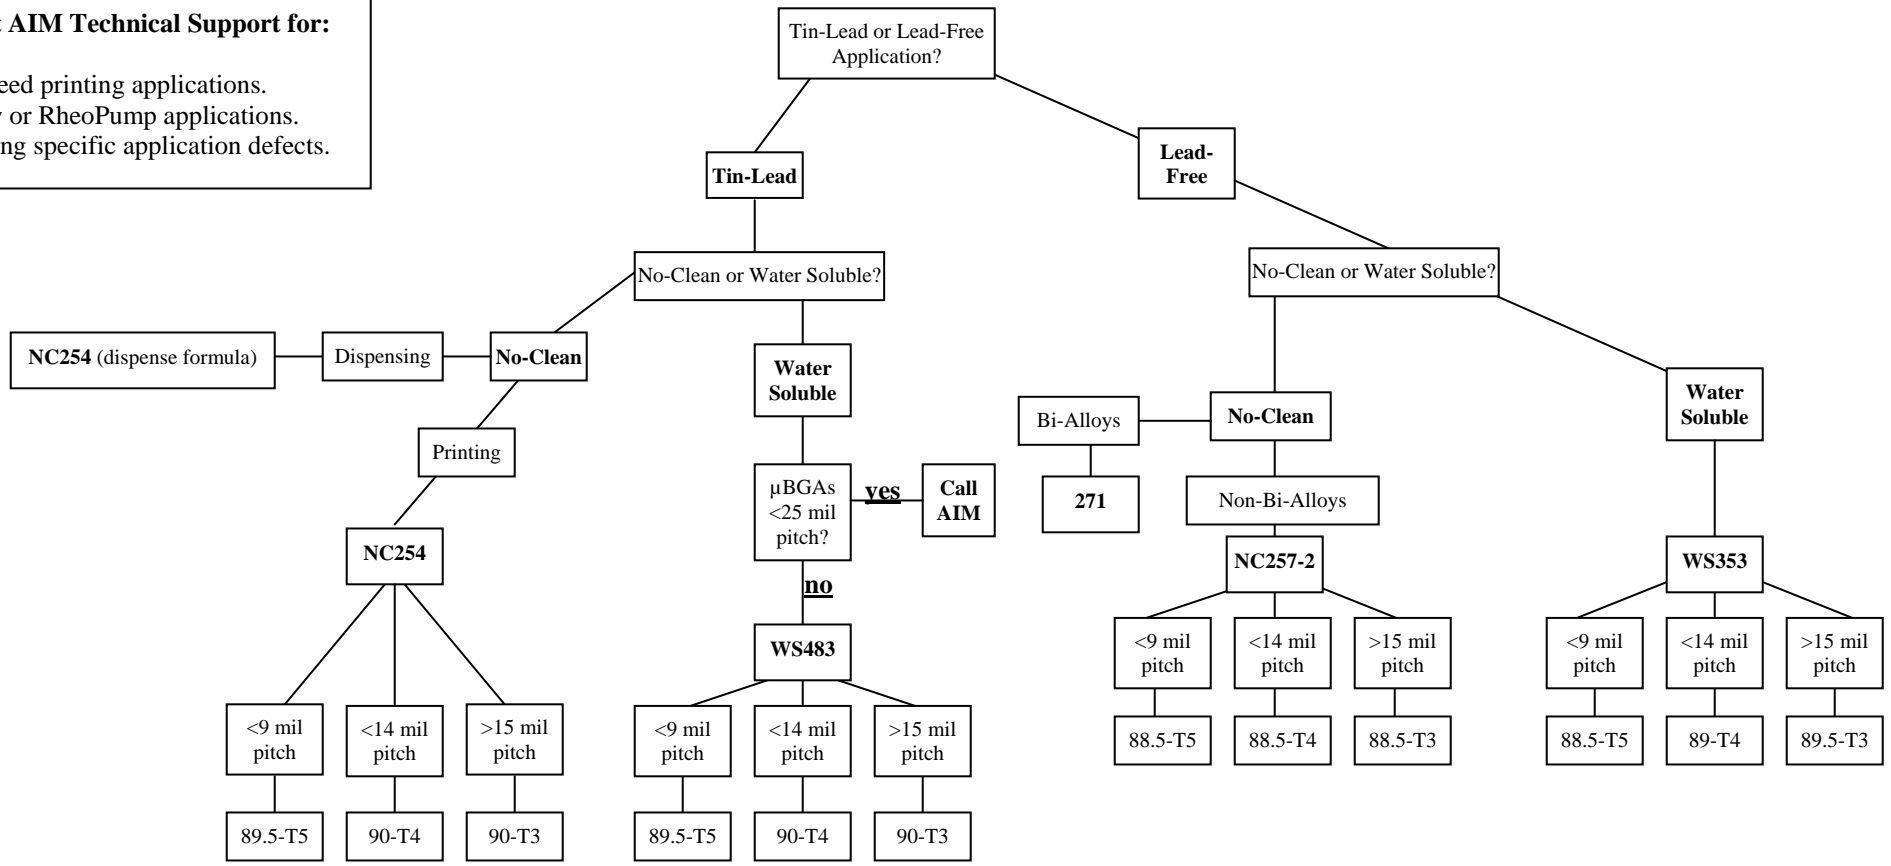 AIM Technical Support for:
printing applications.
or RheoPump applications.
specific application defects.
Tin-Lead or Lead-Free
Application?
Tin-Lead
Lead-
Free
No-Clean or Water Soluble?
No-Clean or Water Soluble?
NC254 (dispense formula)
Dispensing
No-Clean
Water
Soluble
Printing
µBGAs
<25 mil
pitch?
yes
Call
AIM
no
NC254
WS483
<9 mil
pitch
<14 mil
pitch
>15 mil
pitch
89.5-T5
90-T4
90-T3
<9 mil
pitch
<14 mil
pitch
>15 mil
pitch
89.5-T5
90-T4
90-T3
Bi-Alloys
No-Clean
Water
Soluble
271
Non-Bi-Alloys
NC257-2
WS353
<9 mil
pitch
<14 mil
pitch
>15 mil
pitch
88.5-T5
88.5-T4
88.5-T3
<9 mil
pitch
<14 mil
pitch
>15 mil
pitch
88.5-T5
89-T4
89.5-T3